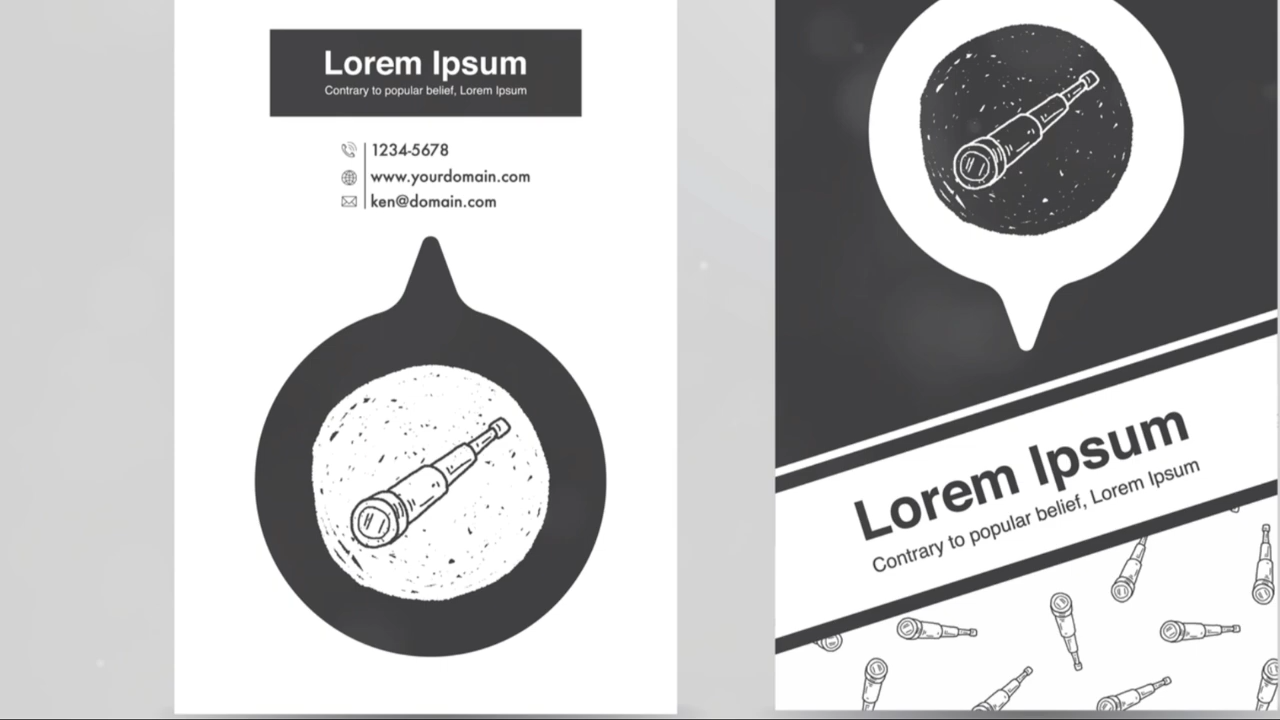 Lorem Ipsum
Contrary to popular belief, Lorem Ipsum
1234-5678
www.yourdomain.com
ken@domain.com
Lorem Ipsum
Contrary to popular belief, Lorem Ipsum